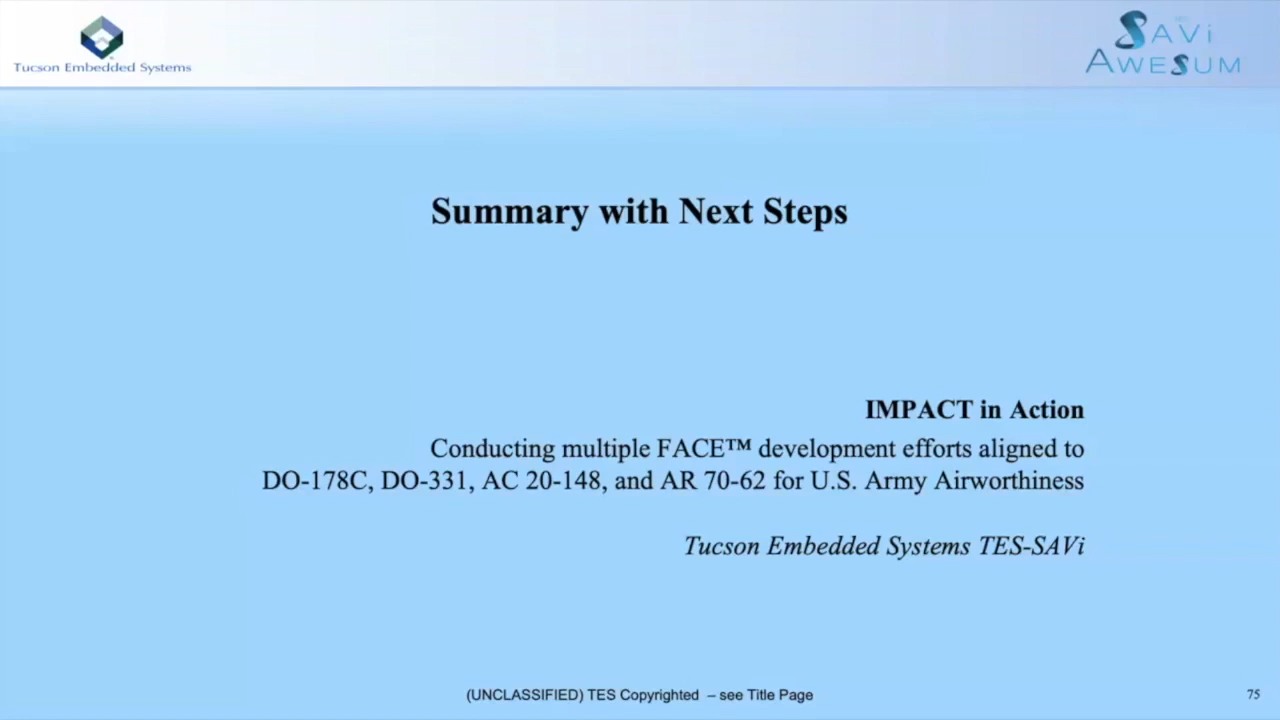 Tucson Embedded Systems
SAVi
AWESUM
Summary with Next Steps
IMPACT in Action
Conducting multiple FACE™ development efforts aligned to
DO-178C, DO-331, AC 20-148, and AR 70-62 for U.S. Army Airworthiness
Tucson Embedded Systems TES-SAVi
(UNCLASSIFIED) TES Copyrighted – see Title Page
75